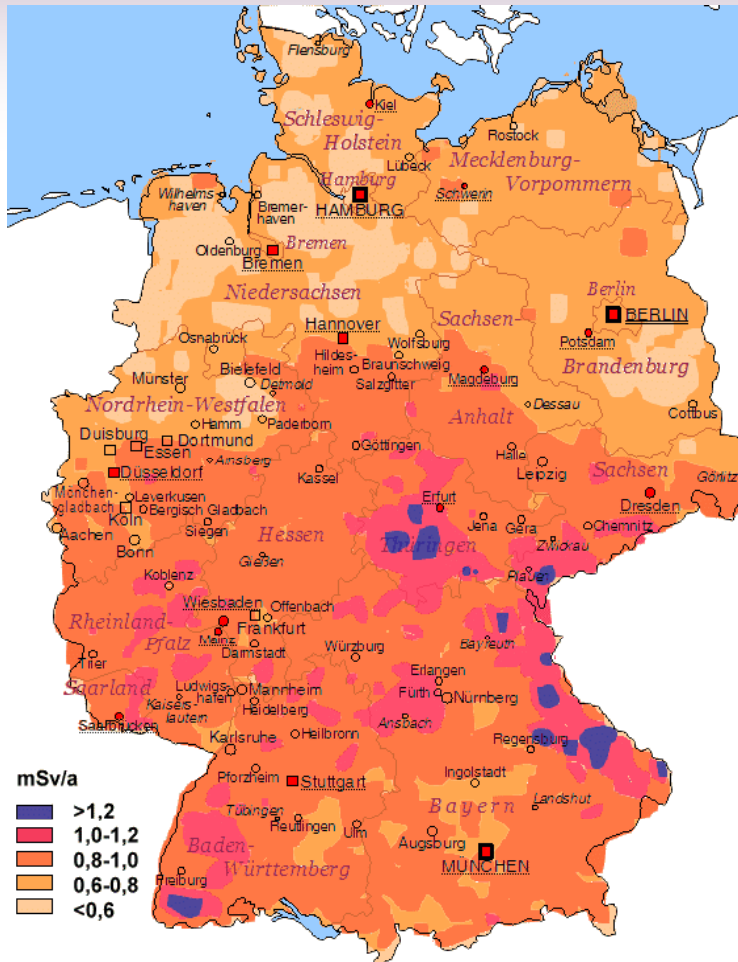 Flensburg
Kiel
Schleswig-
Holstein
Rostock
Lübeck
Mecklenburg-
Vorpommern
Hamburg
Schwerin
HAMBURG
Wilhelms
haven
Bremer-
haven
Oldenburg
Bremen
Bremen
Niedersachsen
Berlin
BERLIN
Potsdam
Brandenburg
Hannover
Wolfsburg
Sachsen-
Osnabrück
Hildes-
heim
Braunschweig
Salzgitter
Magdeburg
Bielefeld
Detmold
Münster
Nordrhein-Westfalen
Anhalt
Dessau
Cottbus
Hamm
Paderborn
Duisburg
Dortmund
Essen
Göttingen
Halle
Leipzig
Sachsen
Görlitz
Düsseldorf
Arnsberg
Kassel
Mönchen-
gladbach
Leverkusen
Bergisch Gladbach
Köln
Erfurt
Dresden
Jena
Gera
Chemnitz
Aachen
Bonn
Siegen
Hessen
Gießen
Thüringen
Zwickau
Plauen
Koblenz
Rheinland-
Pfalz
Wiesbaden
Offenbach
Frankfurt
Mainz
Darmstadt
Würzburg
Bayreuth
Trier
Erlangen
Fürth
Nürnberg
Saarland
Ludwigs-
hafen
Mannheim
Heidelberg
Kaisers-
lautern
Ansbach
Saarbrücken
Heilbronn
Karlsruhe
Regensburg
Pforzheim
Stuttgart
Ingolstadt
Bayern
Landshut
Tübingen
Reutlingen
Ulm
Augsburg
MÜNCHEN
Baden-
Württemberg
Freiburg
mSv/a
>1,2
1,0-1,2
0,8-1,0
0,6-0,8
<0,6